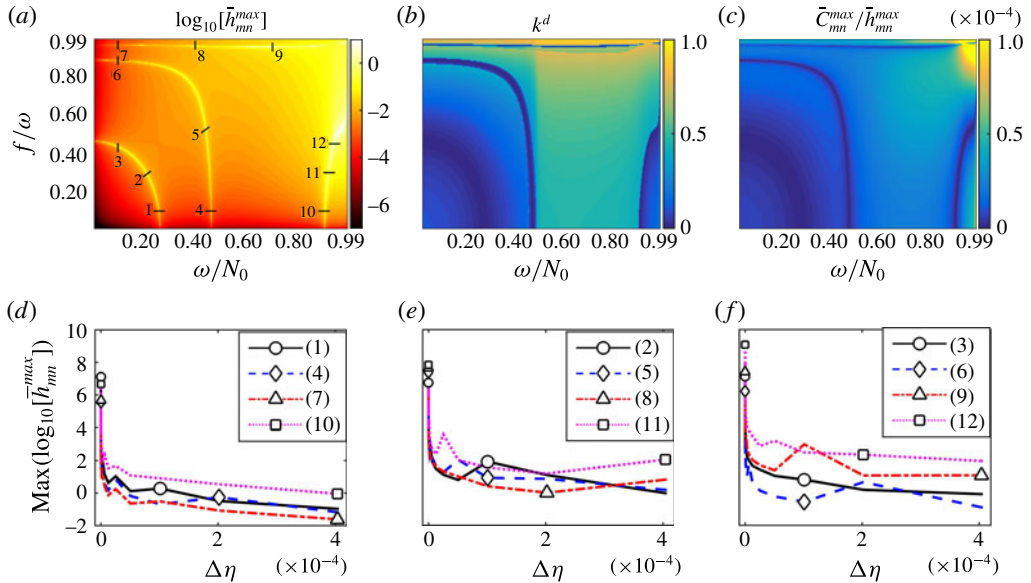 (a) log₁₀[h̄ₘₙᵐᵃˣ] (b) kᵈ (c) C̄ₘₙᵐᵃˣ/h̄ₘₙᵐᵃˣ (×10⁻⁴)
0.99 7 8 9 0 1.0 1.0
0.80 6
0.60 −2
f/ω 5 12 0.5 0.5
0.40 3 −4
2 11
0.20 1 4 10 −6 0 0
0.20 0.40 0.60 0.80 0.99 0.20 0.40 0.60 0.80 0.99 0.20 0.40 0.60 0.80 0.99
ω/N₀ ω/N₀ ω/N₀
(d) (e) (f)
10 (1) (2) (3)
8 (4) (5) (6)
6 (7) (8) (9)
4 (10) (11) (12)
2
0
−2
Max(log₁₀[h̄ₘₙᵐᵃˣ])
0 2 4 0 2 4 0 2 4
Δη (×10⁻⁴) Δη (×10⁻⁴) Δη (×10⁻⁴)